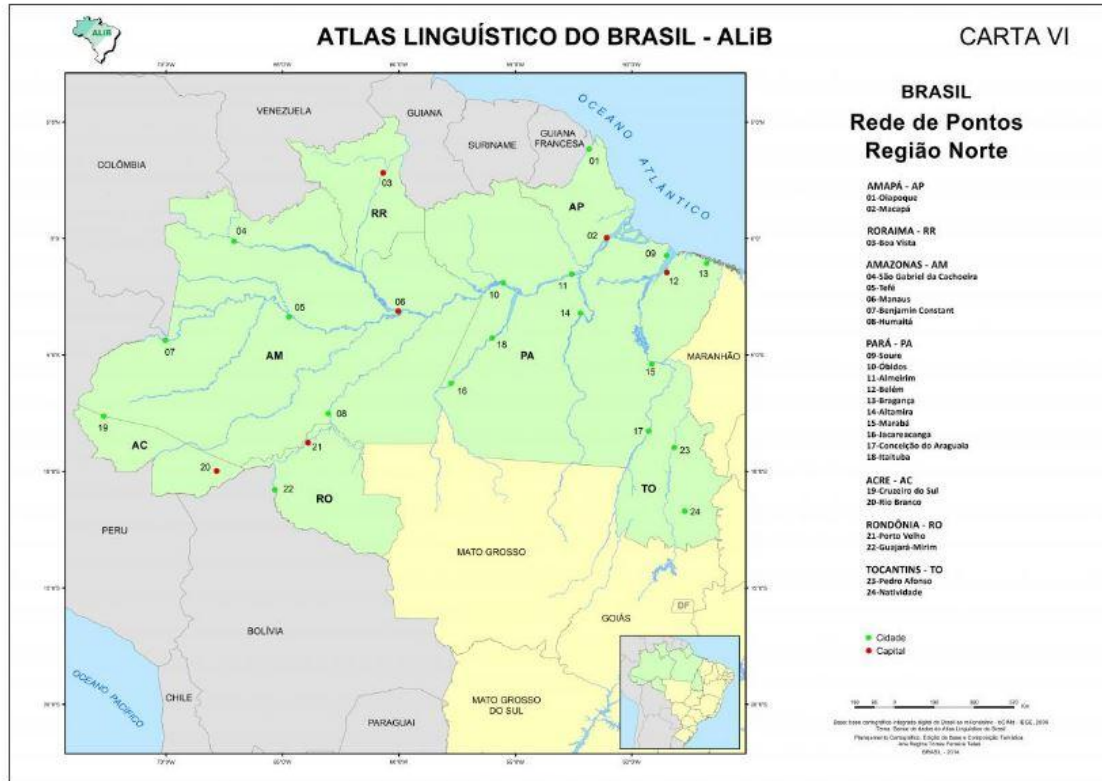 ALiB
ATLAS LINGUÍSTICO DO BRASIL - ALiB
CARTA VI
BRASIL
Rede de Pontos
Região Norte
AMAPÁ - AP
01-Oiapoque
02-Macapá
RORAIMA - RR
03-Boa Vista
AMAZONAS - AM
04-São Gabriel da Cachoeira
05-Tefé
06-Manaus
07-Benjamin Constant
08-Humaitá
PARÁ - PA
09-Soure
10-Óbidos
11-Almeirim
12-Belém
13-Bragança
14-Altamira
15-Marabá
16-Jacareacanga
17-Conceição do Araguaia
18-Itaituba
ACRE - AC
19-Cruzeiro do Sul
20-Rio Branco
RONDÔNIA - RO
21-Porto Velho
22-Guajará-Mirim
TOCANTINS - TO
23-Pedro Afonso
24-Natividade
Cidade
Capital
VENEZUELA
GUIANA
SURINAME
GUIANA
FRANCESA
OCEANO
ATLÂNTICO
COLÔMBIA
01
03
RR
AP
04
02
09
12
13
10
11
05
06
14
07
AM
18
PA
MARANHÃO
16
15
19
08
17
AC
21
23
20
22
RO
TO
24
PERU
MATO GROSSO
BOLÍVIA
GOIÁS
DF
OCEANO PACÍFICO
CHILE
MATO GROSSO
DO SUL
PARAGUAI
BRASIL - 2014